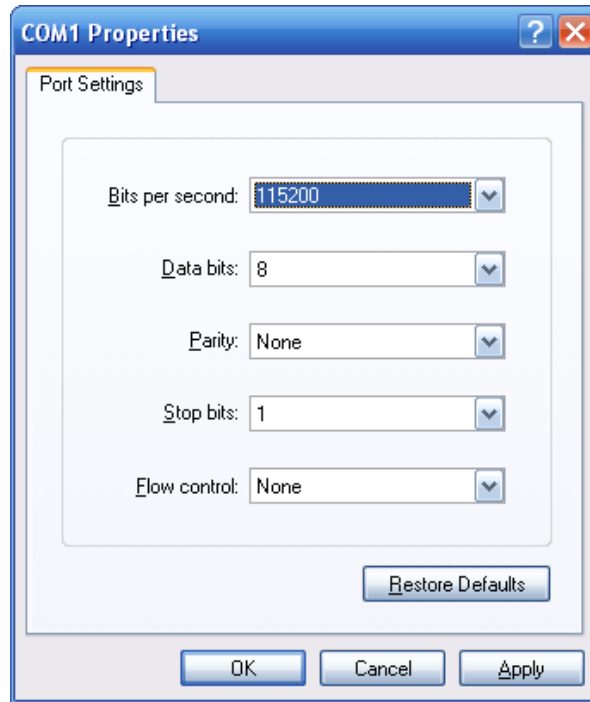 COM1 Properties
Port Settings
Bits per second: 115200
Data bits: 8
Parity: None
Stop bits: 1
Flow control: None
Restore Defaults
OK Cancel Apply